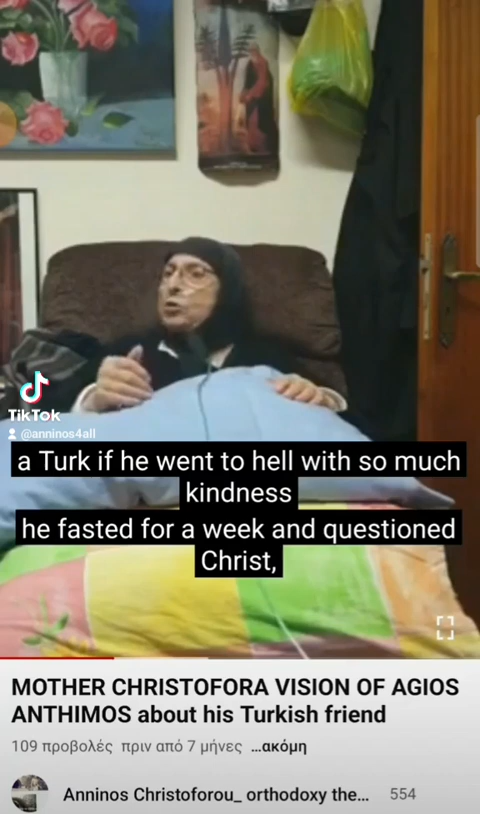 TikTok
@anninos4all
a Turk if he went to hell with so much
kindness
he fasted for a week and questioned
Christ,
MOTHER CHRISTOFORA VISION OF AGIOS
ANTHIMOS about his Turkish friend
109 προβολές πριν από 7 μήνες ...ακόμη
Anninos Christoforou_ orthodoxy the... 554